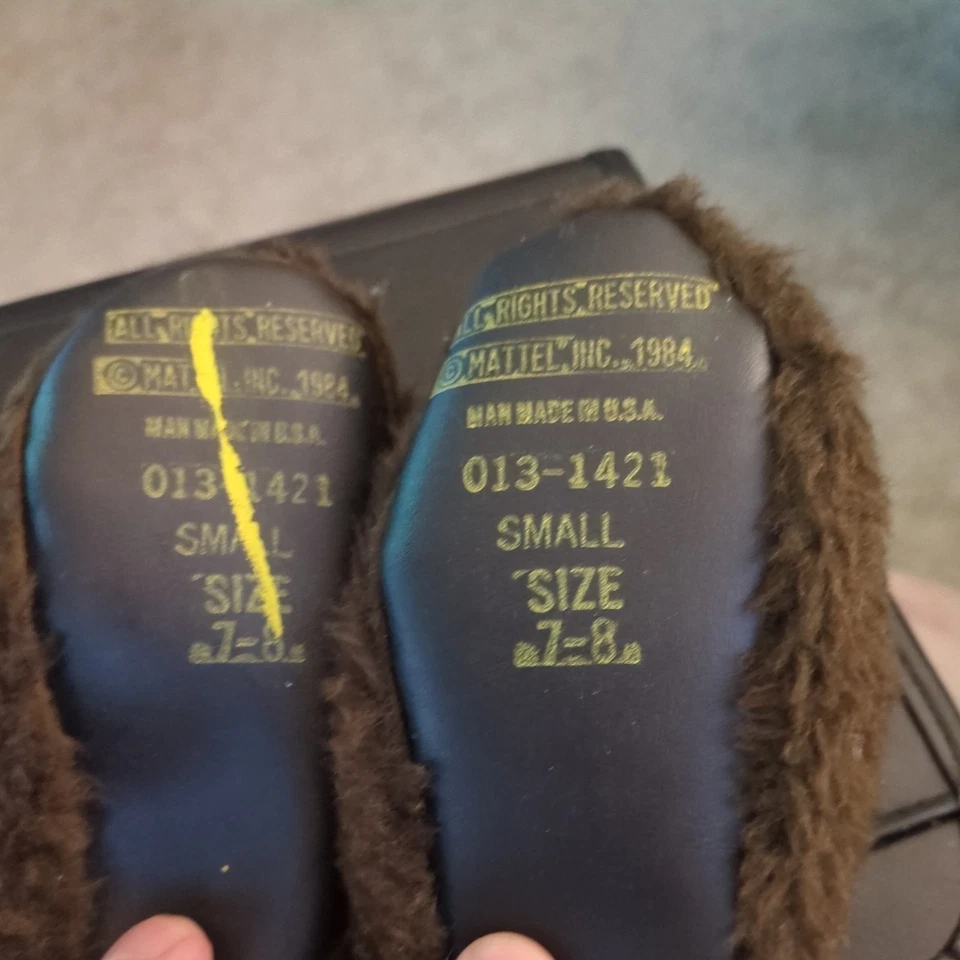 ALL RIGHTS RESERVED
© MATTEL, INC. 1984
MAN MADE IN U.S.A.
013-1421
SMALL
SIZE
7-8
ALL RIGHTS RESERVED
© MATTEL, INC. 1984
MAN MADE IN U.S.A.
013-1421
SMALL
SIZE
7-8